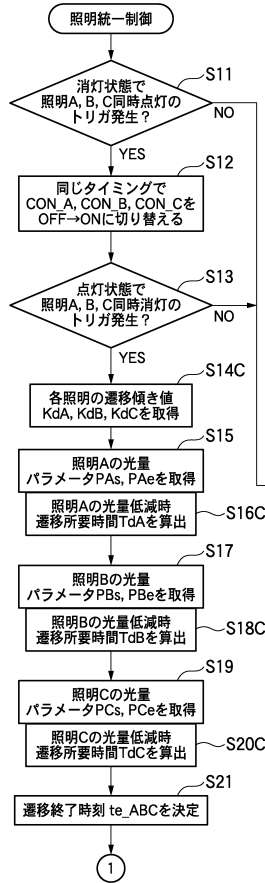 照明統一制御
消灯状態で
照明A, B, C同時点灯の
トリガ発生？
S11
NO
YES
S12
同じタイミングで
CON_A, CON_B, CON_Cを
OFF→ONに切り替える
点灯状態で
照明A, B, C同時消灯の
トリガ発生？
S13
NO
YES
S14C
各照明の遷移傾き値
KdA, KdB, KdCを取得
S15
照明Aの光量
パラメータPAs, PAeを取得
照明Aの光量低減時
遷移所要時間TdAを算出
S16C
S17
照明Bの光量
パラメータPBs, PBeを取得
照明Bの光量低減時
遷移所要時間TdBを算出
S18C
S19
照明Cの光量
パラメータPCs, PCeを取得
照明Cの光量低減時
遷移所要時間TdCを算出
S20C
S21
遷移終了時刻 te_ABCを決定
1